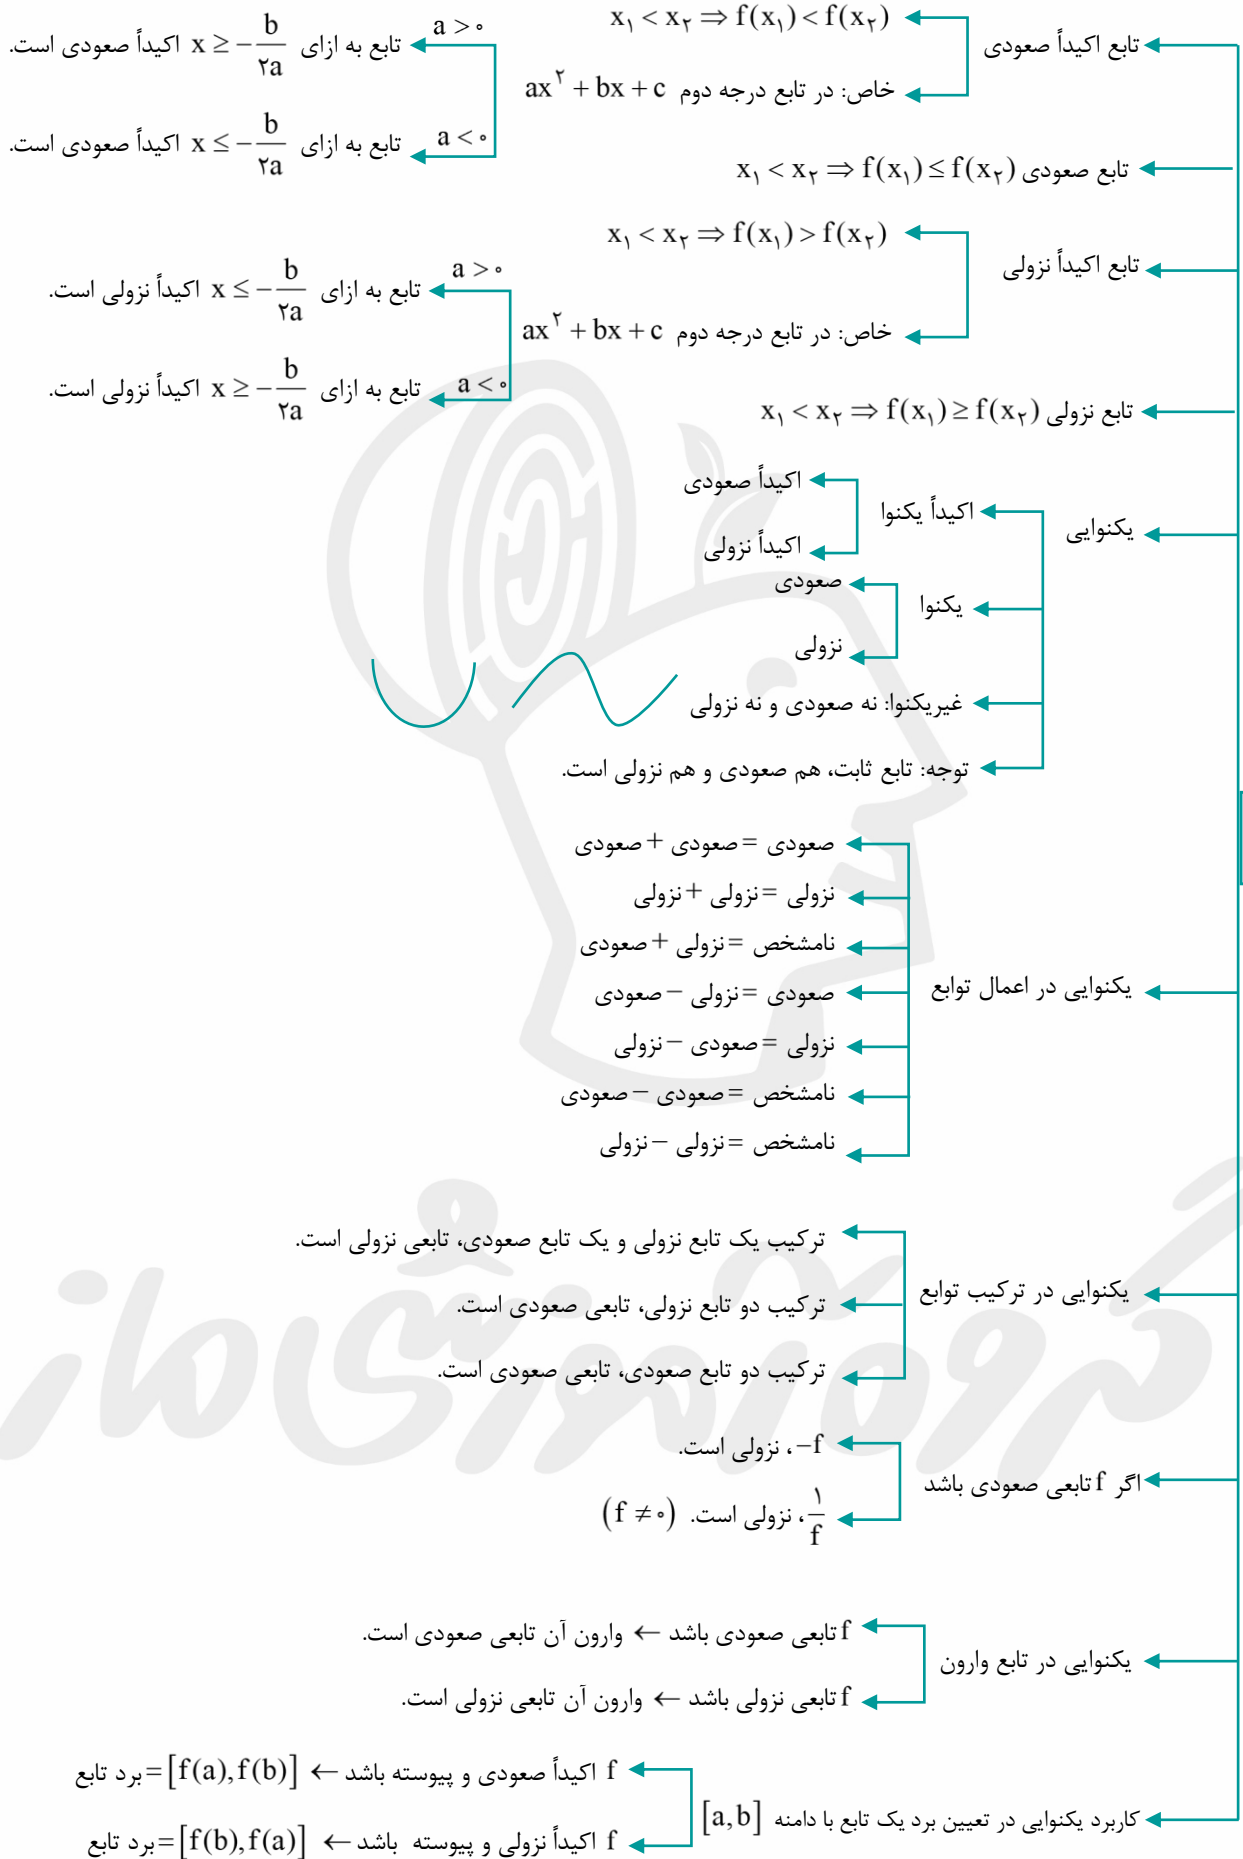 تابع اکیداً صعودی
x₁ < x₂ ⇒ f(x₁) < f(x₂)
خاص: در تابع درجه دوم ax² + bx + c
a > ۰ تابع به ازای x ≥ −b/۲a اکیداً صعودی است.
a < ۰ تابع به ازای x ≤ −b/۲a اکیداً صعودی است.
تابع صعودی x₁ < x₂ ⇒ f(x₁) ≤ f(x₂)
تابع اکیداً نزولی
x₁ < x₂ ⇒ f(x₁) > f(x₂)
خاص: در تابع درجه دوم ax² + bx + c
a > ۰ تابع به ازای x ≤ −b/۲a اکیداً نزولی است.
a < ۰ تابع به ازای x ≥ −b/۲a اکیداً نزولی است.
تابع نزولی x₁ < x₂ ⇒ f(x₁) ≥ f(x₂)
یکنوایی
اکیداً یکنوا
اکیداً صعودی
اکیداً نزولی
یکنوا
صعودی
نزولی
غیریکنوا: نه صعودی و نه نزولی
توجه: تابع ثابت، هم صعودی و هم نزولی است.
یکنوایی در اعمال توابع
صعودی = صعودی + صعودی
نزولی = نزولی + نزولی
نامشخص = نزولی + صعودی
صعودی = نزولی − صعودی
نزولی = صعودی − نزولی
نامشخص = صعودی − صعودی
نامشخص = نزولی − نزولی
یکنوایی در ترکیب توابع
ترکیب یک تابع نزولی و یک تابع صعودی، تابعی نزولی است.
ترکیب دو تابع نزولی، تابعی صعودی است.
ترکیب دو تابع صعودی، تابعی صعودی است.
اگر f تابعی صعودی باشد
−f، نزولی است.
۱/f، نزولی است. (f ≠ ۰)
یکنوایی در تابع وارون
f تابعی صعودی باشد ← وارون آن تابعی صعودی است.
f تابعی نزولی باشد ← وارون آن تابعی نزولی است.
کاربرد یکنوایی در تعیین برد یک تابع با دامنه [a,b]
f اکیداً صعودی و پیوسته باشد ← [f(a),f(b)] = برد تابع
f اکیداً نزولی و پیوسته باشد ← [f(b),f(a)] = برد تابع
گروه آموزشی ماز